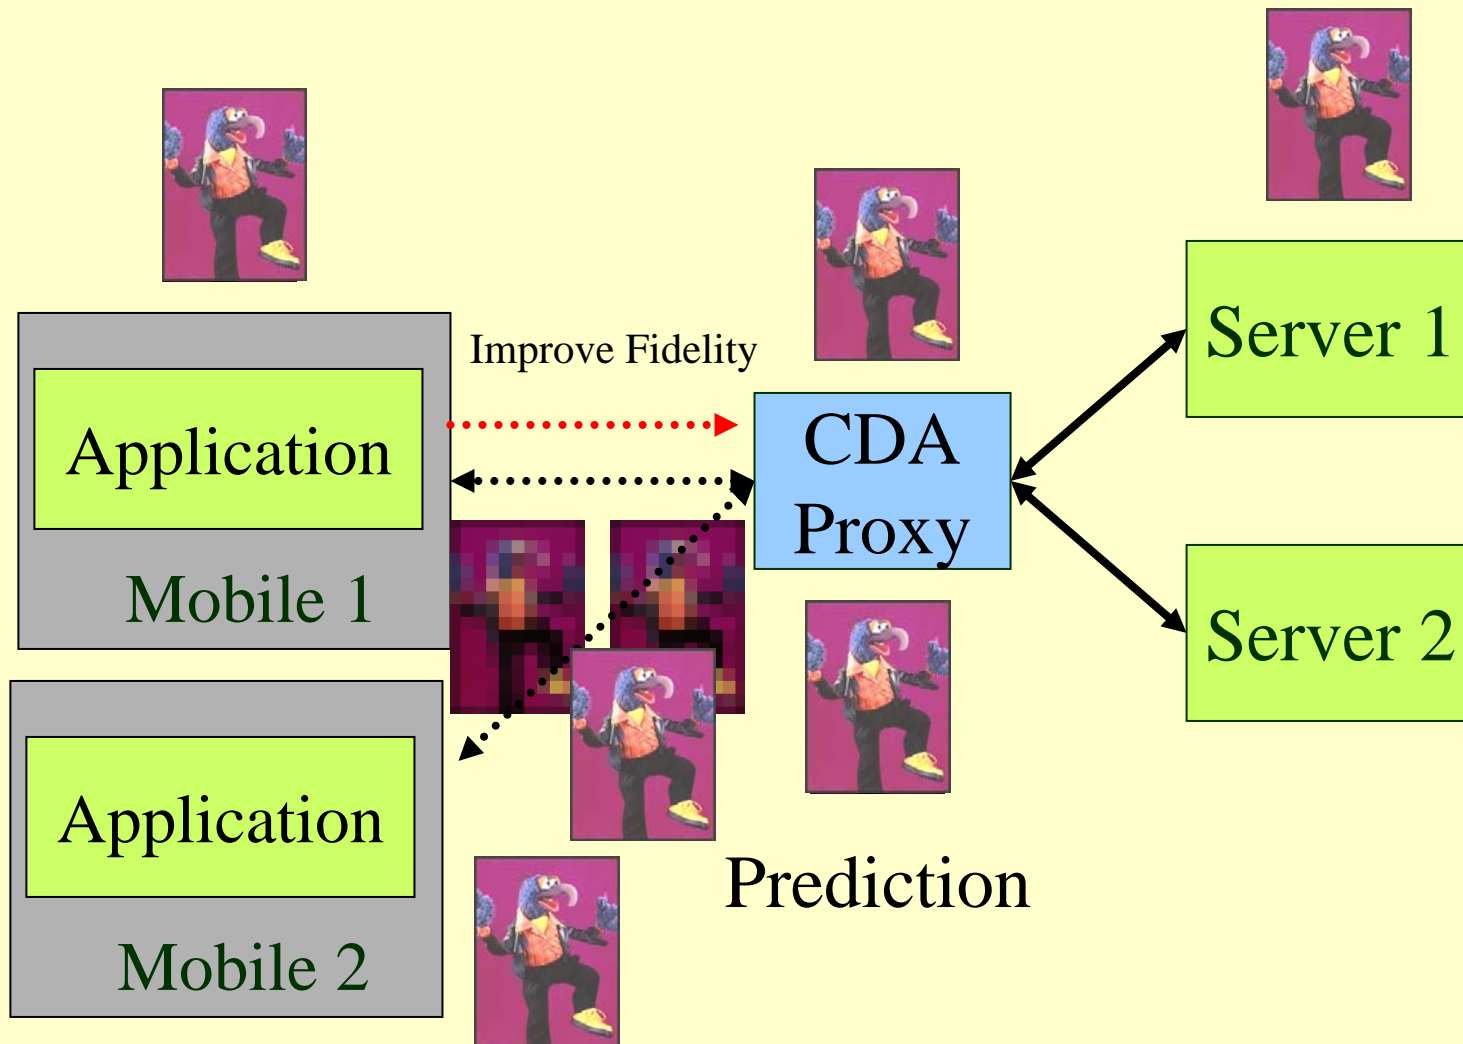 Improve Fidelity
Application
Mobile 1
CDA
Proxy
Server 1
Server 2
Application
Mobile 2
Prediction